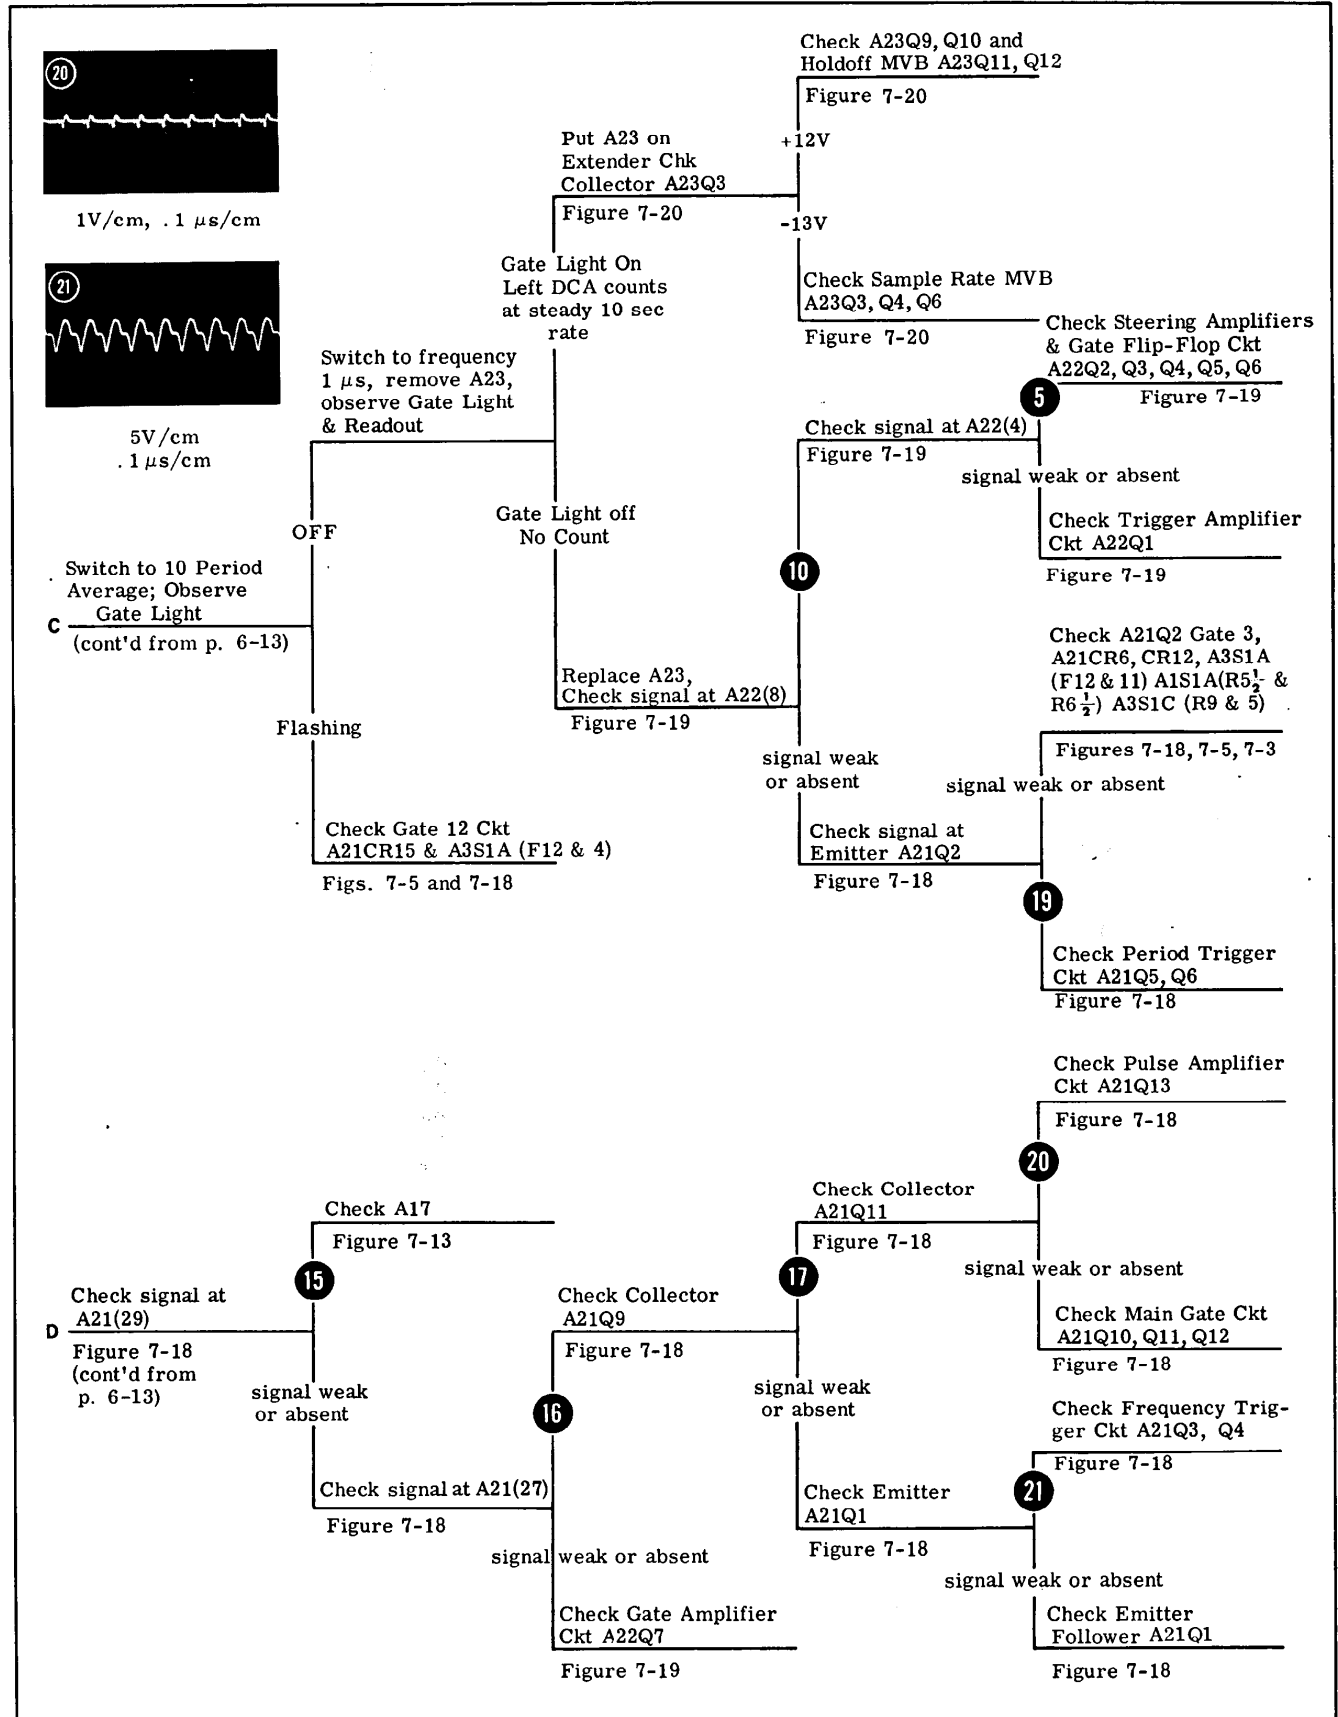 20
1V/cm, .1 μs/cm
21
5V/cm
.1 μs/cm
Check A23Q9, Q10 and
Holdoff MVB A23Q11, Q12
Figure 7-20
+12V
Put A23 on
Extender Chk
Collector A23Q3
Figure 7-20
-13V
Check Sample Rate MVB
A23Q3, Q4, Q6
Figure 7-20
Gate Light On
Left DCA counts
at steady 10 sec
rate
Switch to frequency
1 μs, remove A23,
observe Gate Light
& Readout
Check Steering Amplifiers
& Gate Flip-Flop Ckt
A22Q2, Q3, Q4, Q5, Q6
5
Figure 7-19
Check signal at A22(4)
Figure 7-19
signal weak or absent
Check Trigger Amplifier
Ckt A22Q1
Figure 7-19
OFF
Gate Light off
No Count
10
Switch to 10 Period
Average; Observe
Gate Light
C
(cont'd from p. 6-13)
Replace A23,
Check signal at A22(8)
Figure 7-19
Check A21Q2 Gate 3,
A21CR6, CR12, A3S1A
(F12 & 11) A1S1A(R5½ &
R6½) A3S1C (R9 & 5)
Figures 7-18, 7-5, 7-3
Flashing
signal weak
or absent
signal weak or absent
Check Gate 12 Ckt
A21CR15 & A3S1A (F12 & 4)
Figs. 7-5 and 7-18
Check signal at
Emitter A21Q2
Figure 7-18
19
Check Period Trigger
Ckt A21Q5, Q6
Figure 7-18
Check Pulse Amplifier
Ckt A21Q13
Figure 7-18
20
Check A17
Figure 7-13
Check Collector
A21Q11
Figure 7-18
15
17
signal weak or absent
Check signal at
A21(29)
D
Figure 7-18
(cont'd from
p. 6-13)
Check Collector
A21Q9
Figure 7-18
Check Main Gate Ckt
A21Q10, Q11, Q12
Figure 7-18
signal weak
or absent
16
signal weak
or absent
Check Frequency Trig-
ger Ckt A21Q3, Q4
Figure 7-18
Check signal at A21(27)
Figure 7-18
Check Emitter
A21Q1
Figure 7-18
21
signal weak or absent
signal weak or absent
Check Gate Amplifier
Ckt A22Q7
Figure 7-19
Check Emitter
Follower A21Q1
Figure 7-18